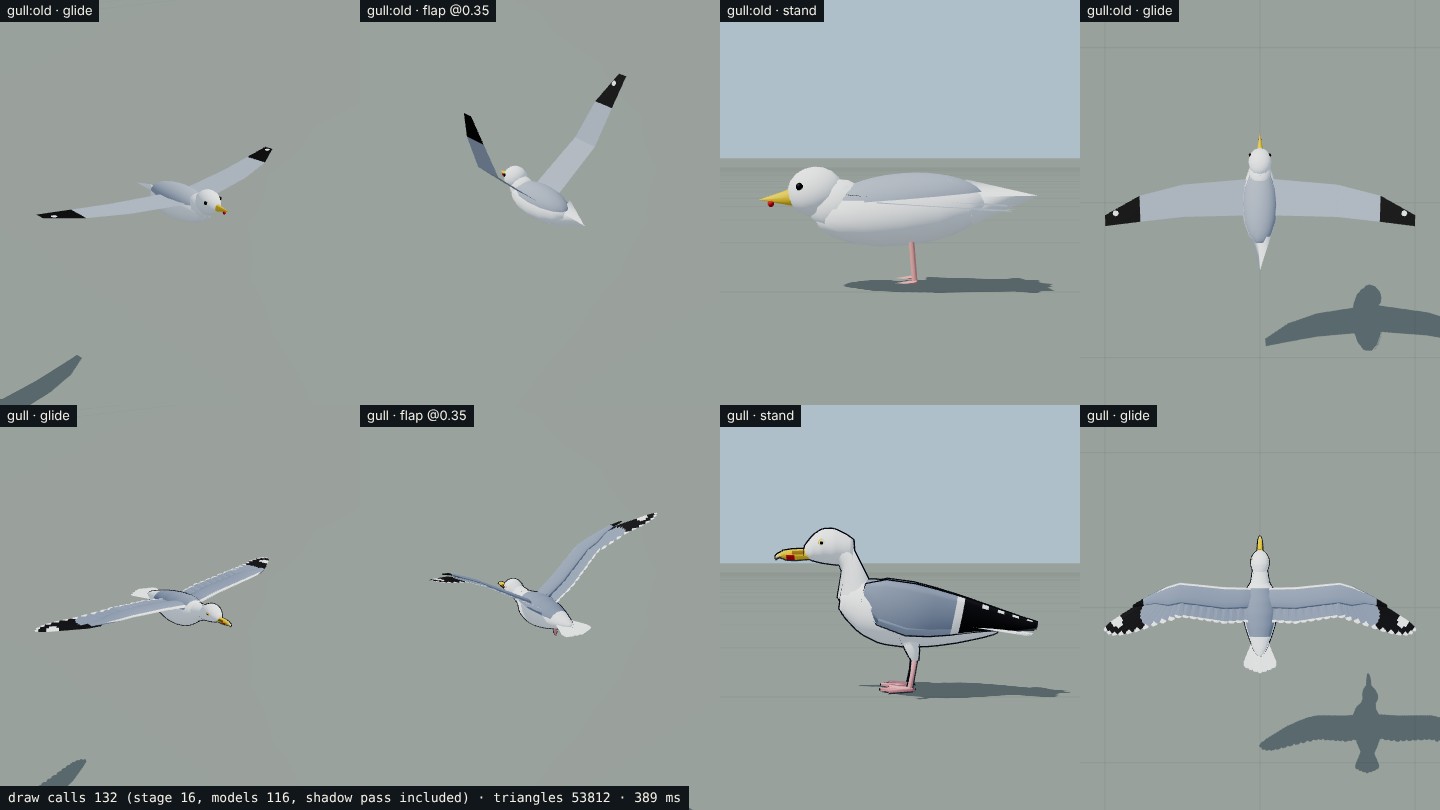 gull:old · glide
gull:old · flap @0.35
gull:old · stand
gull:old · glide
gull · glide
gull · flap @0.35
gull · stand
gull · glide
draw calls 132 (stage 16, models 116, shadow pass included) · triangles 53812 · 389 ms